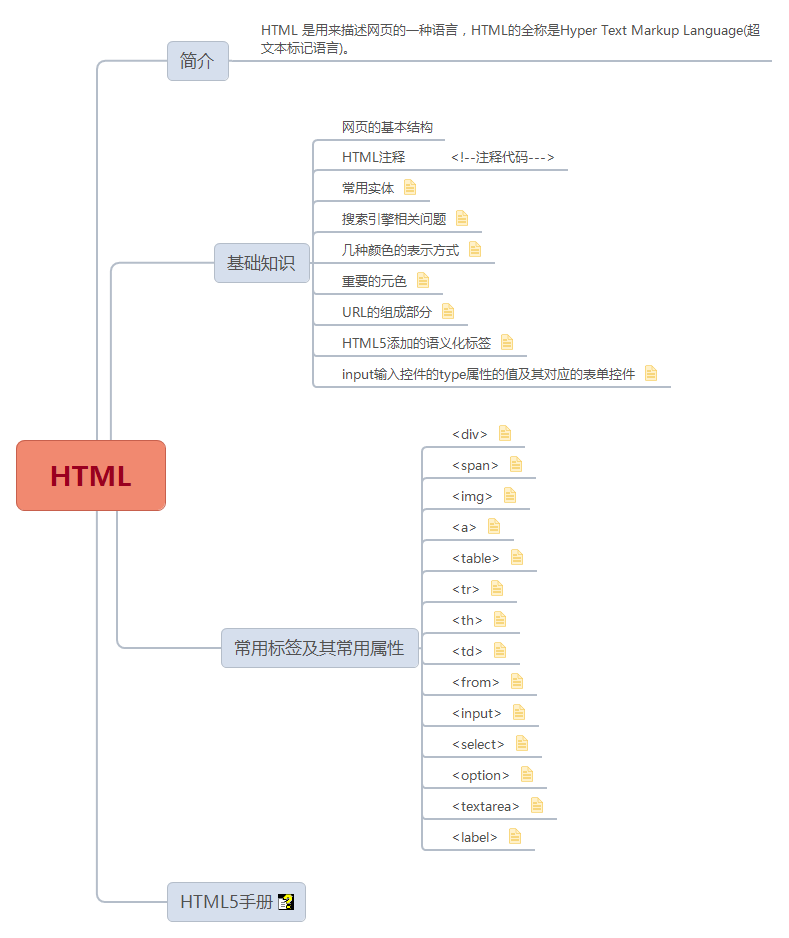 HTML 是用来描述网页的一种语言，HTML的全称是Hyper Text Markup Language(超
文本标记语言)。
简介
网页的基本结构
HTML注释 <!--注释代码--->
常用实体
搜索引擎相关问题
几种颜色的表示方式
基础知识
重要的元色
URL的组成部分
HTML5添加的语义化标签
input输入控件的type属性的值及其对应的表单控件
HTML
<div>
<span>
<img>
<a>
<table>
<tr>
<th>
常用标签及其常用属性
<td>
<from>
<input>
<select>
<option>
<textarea>
<label>
HTML5手册